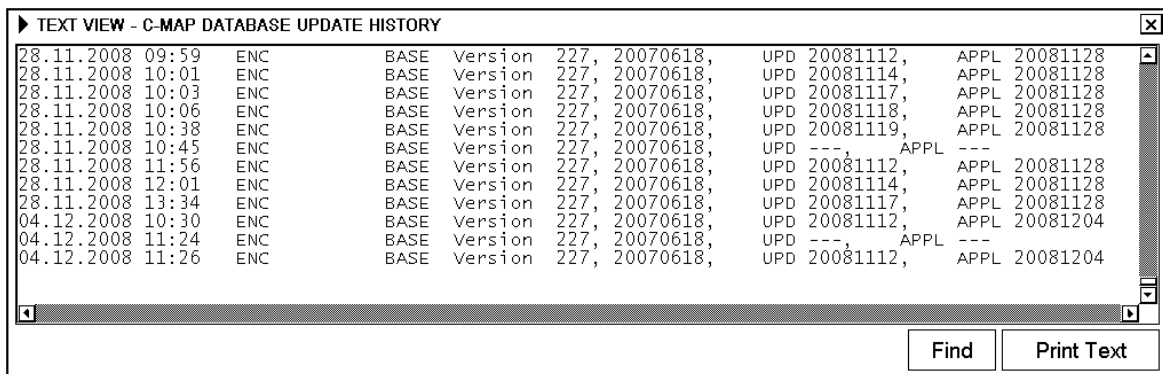 TEXT VIEW - C-MAP DATABASE UPDATE HISTORY
28.11.2008 09:59 ENC BASE Version 227, 20070618, UPD 20081112, APPL 20081128
28.11.2008 10:01 ENC BASE Version 227, 20070618, UPD 20081114, APPL 20081128
28.11.2008 10:03 ENC BASE Version 227, 20070618, UPD 20081117, APPL 20081128
28.11.2008 10:06 ENC BASE Version 227, 20070618, UPD 20081118, APPL 20081128
28.11.2008 10:38 ENC BASE Version 227, 20070618, UPD 20081119, APPL 20081128
28.11.2008 10:45 ENC BASE Version 227, 20070618, UPD ---, APPL ---
28.11.2008 11:56 ENC BASE Version 227, 20070618, UPD 20081112, APPL 20081128
28.11.2008 12:01 ENC BASE Version 227, 20070618, UPD 20081114, APPL 20081128
28.11.2008 13:34 ENC BASE Version 227, 20070618, UPD 20081117, APPL 20081128
04.12.2008 10:30 ENC BASE Version 227, 20070618, UPD 20081112, APPL 20081204
04.12.2008 11:24 ENC BASE Version 227, 20070618, UPD ---, APPL ---
04.12.2008 11:26 ENC BASE Version 227, 20070618, UPD 20081112, APPL 20081204
Find Print Text